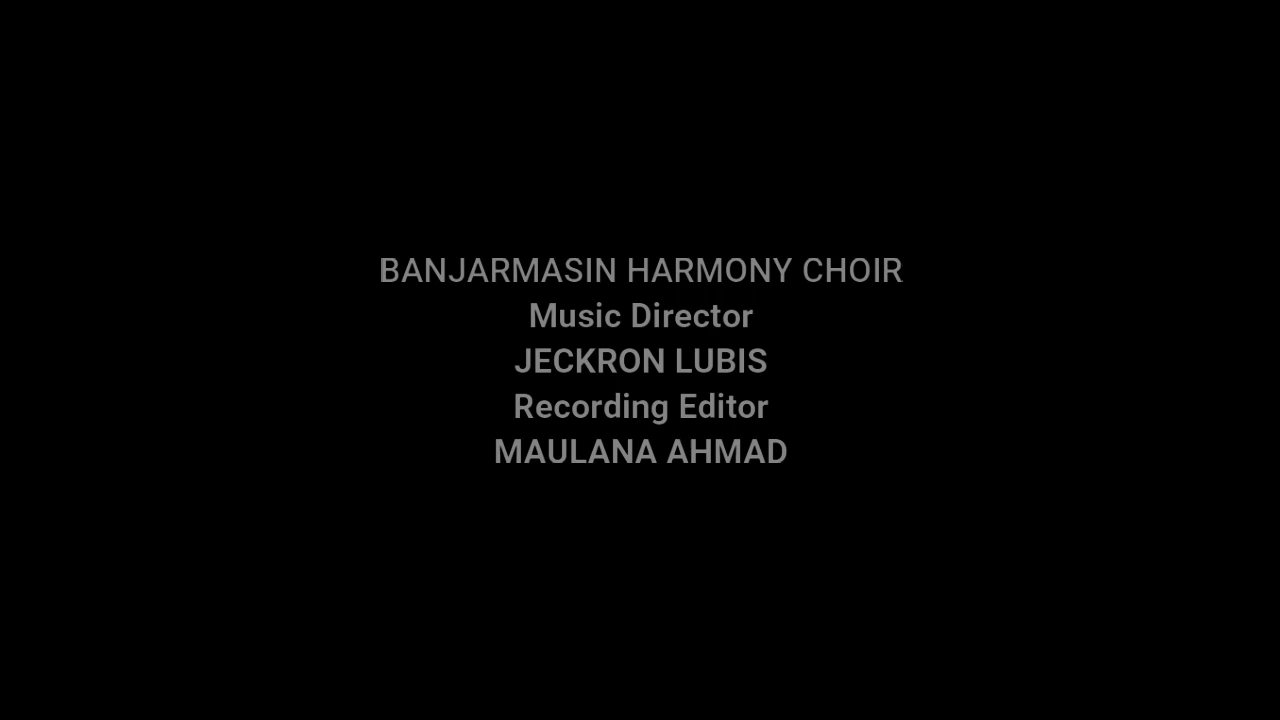 BANJARMASIN HARMONY CHOIR
Music Director
JECKRON LUBIS
Recording Editor
MAULANA AHMAD